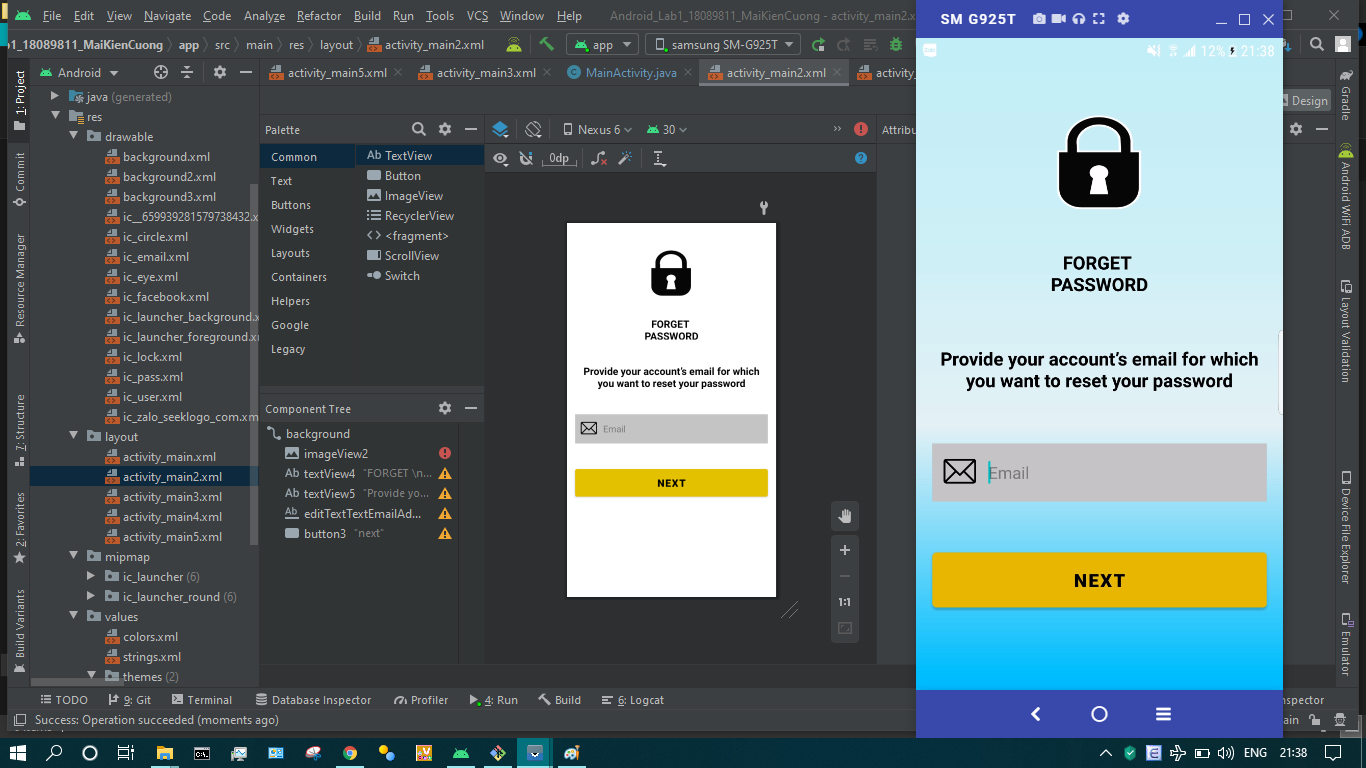 File Edit View Navigate Code Analyze Refactor Build Run Tools VCS Window Help Android_Lab1_18089811_MaiKienCuong - activity_main2.x
b1_18089811_MaiKienCuong app src main res layout activity_main2.xml app samsung SM-G925T
Android activity_main5.xml activity_main3.xml MainActivity.java activity_main2.xml activity_
1: Project
Commit
Resource Manager
7: Structure
2: Favorites
Build Variants
java (generated)
res
drawable
background.xml
background2.xml
background3.xml
ic__659939281579738432.x
ic_circle.xml
ic_email.xml
ic_eye.xml
ic_facebook.xml
ic_launcher_background.
ic_launcher_foreground.x
ic_lock.xml
ic_pass.xml
ic_user.xml
ic_zalo_seeklogo_com.xm
layout
activity_main.xml
activity_main2.xml
activity_main3.xml
activity_main4.xml
activity_main5.xml
mipmap
ic_launcher (6)
ic_launcher_round (6)
values
colors.xml
strings.xml
themes (2)
Palette
Common
Text
Buttons
Widgets
Layouts
Containers
Helpers
Google
Legacy
Ab TextView
Button
ImageView
RecyclerView
<fragment>
ScrollView
Switch
Component Tree
background
imageView2
Ab textView4 "FORGET \n...
Ab textView5 "Provide yo...
Ab editTextTextEmailAd...
button3 "next"
Nexus 6 30
0dp
Attribu
FORGET
PASSWORD
Provide your account's email for which
you want to reset your password
Email
NEXT
1:1
SM G925T
12% 21:38
FORGET
PASSWORD
Provide your account's email for which
you want to reset your password
Email
NEXT
Design
Gradle
Android WiFi ADB
Layout Validation
Device File Explorer
Emulator
TODO 9: Git Terminal Database Inspector Profiler 4: Run Build 6: Logcat nspector
Success: Operation succeeded (moments ago) ain
ENG 21:38